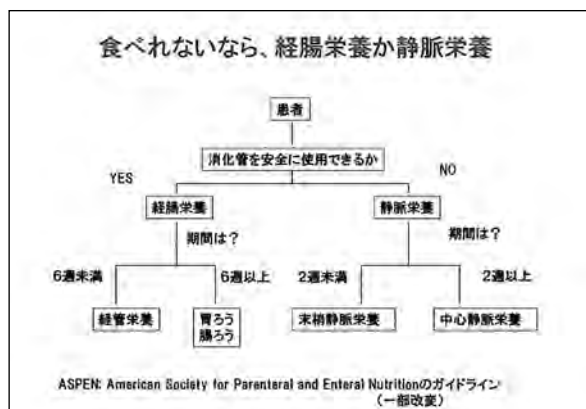 食べれないなら、経腸栄養か静脈栄養
患者
消化管を安全に使用できるか
YES
NO
経腸栄養
静脈栄養
期間は?
期間は?
6週未満
6週以上
2週未満
2週以上
経管栄養
胃ろう
腸ろう
末梢静脈栄養
中心静脈栄養
ASPEN: American Society for Parenteral and Enteral Nutritionのガイドライン
(一部改変)